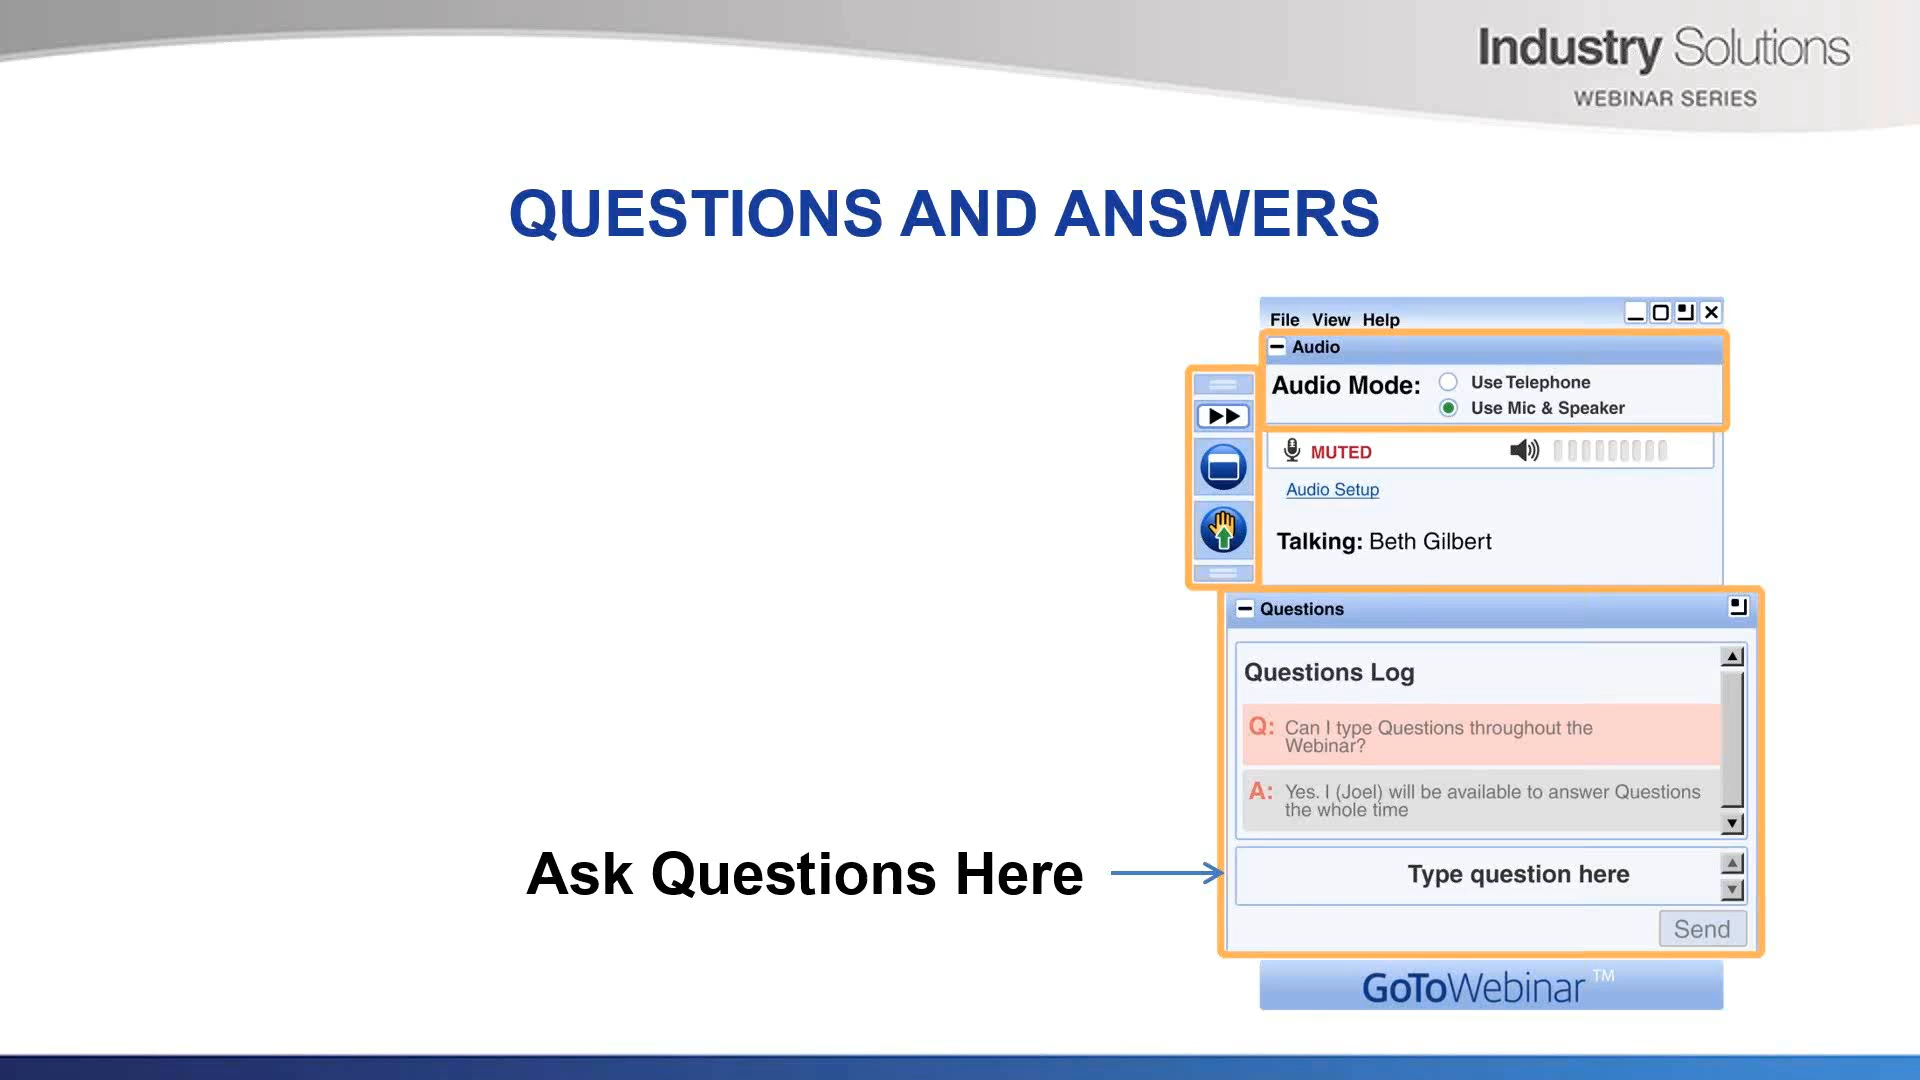 Industry Solutions
WEBINAR SERIES
QUESTIONS AND ANSWERS
File View Help
Audio
Audio Mode:
Use Telephone
Use Mic & Speaker
MUTED
Audio Setup
Talking: Beth Gilbert
Questions
Questions Log
Q: Can I type Questions throughout the
Webinar?
A: Yes. I (Joel) will be available to answer Questions
the whole time
Ask Questions Here
Type question here
Send
GoToWebinar TM